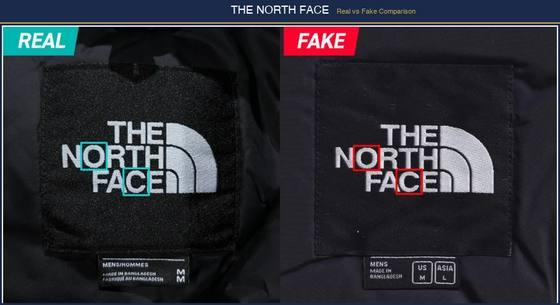 THE NORTH FACE Real vs Fake Comparison
REAL
THE
NORTH
FACE
MENS/HOMMES
MADE IN BANGLADESH M
FABRIQUÉ AU BANGLADESH M
FAKE
THE
NORTH
FACE
MENS
MADE IN
BANGLADESH
US
M
ASIA
L